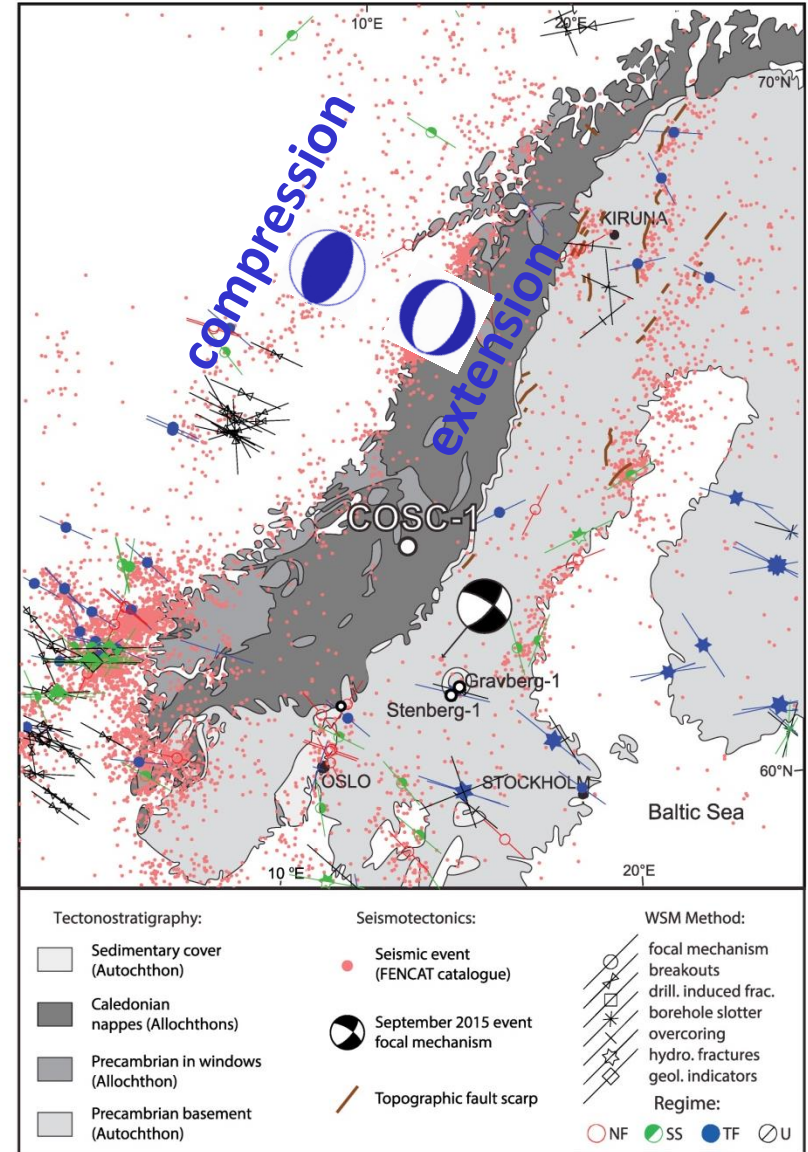 10°E
20°E
70°N
compression
KIRUNA
extension
COSC-1
Gravberg-1
Stenberg-1
OSLO
STOCKHOLM
60°N
Baltic Sea
10 °E
20°E
Tectonostratigraphy:
Sedimentary cover
(Autochthon)
Caledonian
nappes (Allochthons)
Precambrian in windows
(Allochthon)
Precambrian basement
(Autochthon)
Seismotectonics:
Seismic event
(FENCAT catalogue)
September 2015 event
focal mechanism
Topographic fault scarp
WSM Method:
focal mechanism
breakouts
drill. induced frac.
borehole slotter
overcoring
hydro. fractures
geol. indicators
Regime:
NF SS TF U